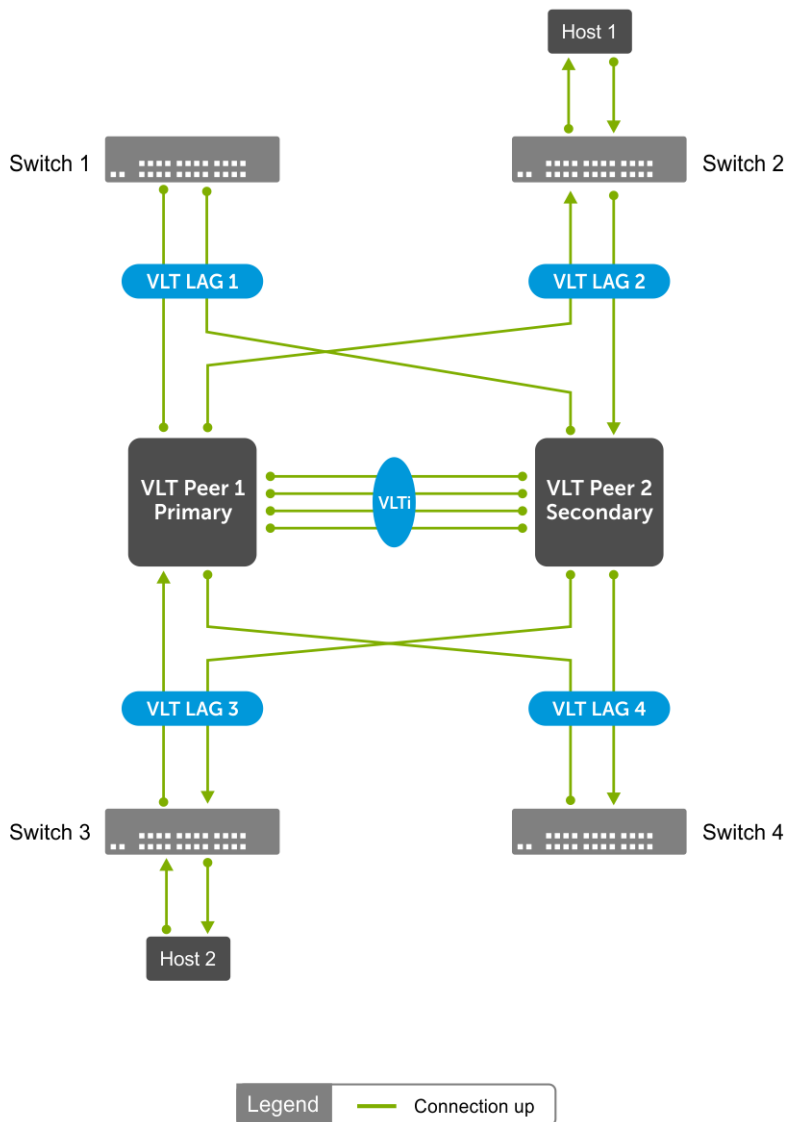 Host 1
Switch 1
Switch 2
VLT LAG 1
VLT LAG 2
VLT Peer 1
Primary
VLTi
VLT Peer 2
Secondary
VLT LAG 3
VLT LAG 4
Switch 3
Switch 4
Host 2
Legend
Connection up